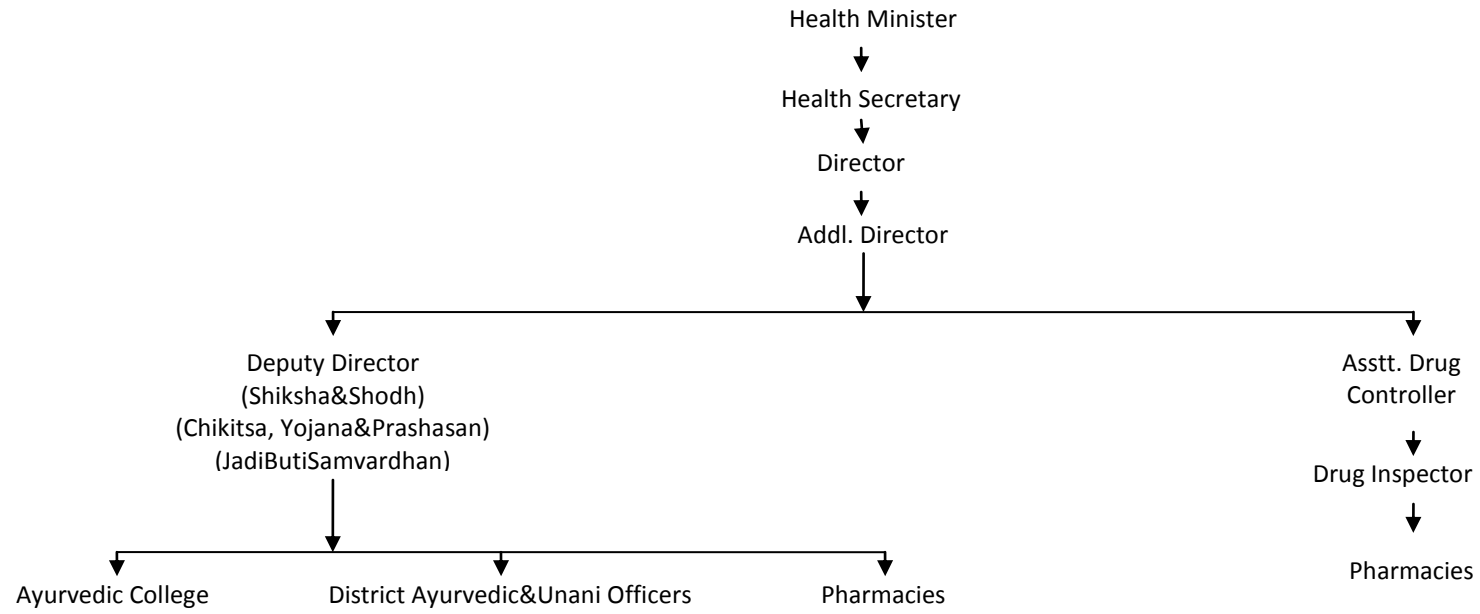 Health Minister
Health Secretary
Director
Addl. Director
Deputy Director
(Shiksha&Shodh)
(Chikitsa, Yojana&Prashasan)
(JadiButiSamvardhan)
Asstt. Drug
Controller
Drug Inspector
Pharmacies
Ayurvedic College
District Ayurvedic&Unani Officers
Pharmacies